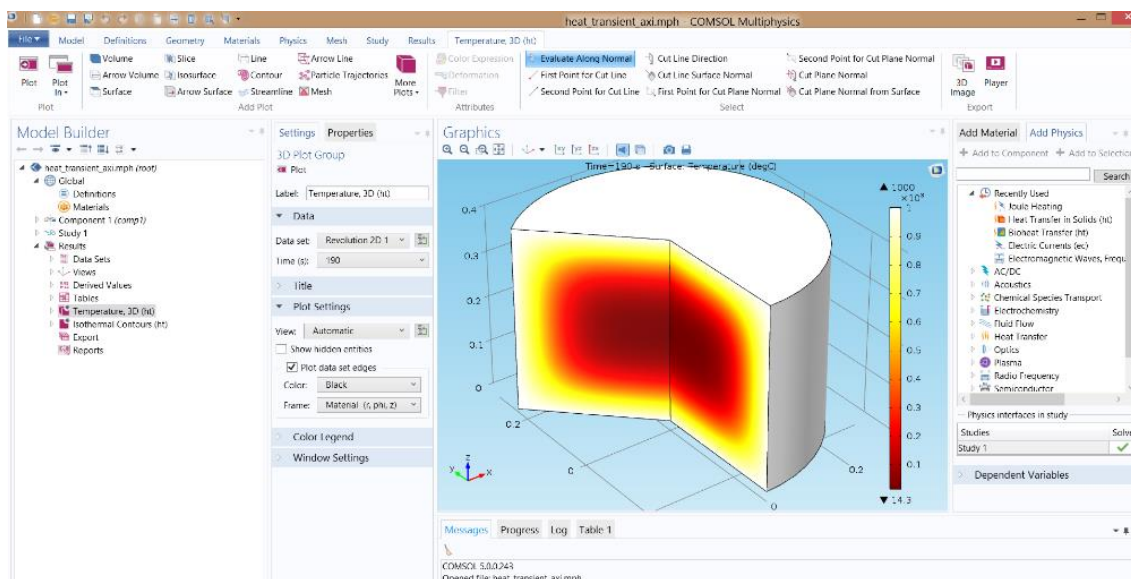 heat_transient_axi.mph - COMSOL Multiphysics
File Model Definitions Geometry Materials Physics Mesh Study Results Temperature, 3D (ht)
Plot
Plot In
Plot
Volume
Arrow Volume
Surface
Slice
Isosurface
Arrow Surface
Line
Contour
Streamline
Arrow Line
Particle Trajectories
Mesh
More Plots
Add Plot
Color Expression
Deformation
Filter
Attributes
Evaluate Along Normal
First Point for Cut Line
Second Point for Cut Line
Cut Line Direction
Cut Line Surface Normal
First Point for Cut Plane Normal
Second Point for Cut Plane Normal
Cut Plane Normal
Cut Plane Normal from Surface
Select
3D Image
Player
Export
Model Builder
heat_transient_axi.mph (root)
Global
Definitions
Materials
Component 1 (comp1)
Study 1
Results
Data Sets
Views
Derived Values
Tables
Temperature, 3D (ht)
Isothermal Contours (ht)
Export
Reports
Settings Properties
3D Plot Group
Plot
Label: Temperature, 3D (ht)
Data
Data set: Revolution 2D 1
Time (s): 190
Title
Plot Settings
View: Automatic
Show hidden entities
Plot data set edges
Color: Black
Frame: Material (r, phi, z)
Color Legend
Window Settings
Graphics
Time=190 s Surface: Temperature (degC)
0.4
0.3
0.2
0.1
0
0.2
0
0
0.2
▲ 1000
×10³
1
0.9
0.8
0.7
0.6
0.5
0.4
0.3
0.2
0.1
▼ 14.3
z
y
x
Messages Progress Log Table 1
COMSOL 5.0.0.243
Opened file: heat_transient_axi.mph
Add Material Add Physics
Add to Component Add to Selection
Search
Recently Used
Joule Heating
Heat Transfer in Solids (ht)
Bioheat Transfer (ht)
Electric Currents (ec)
Electromagnetic Waves, Frequ
AC/DC
Acoustics
Chemical Species Transport
Electrochemistry
Fluid Flow
Heat Transfer
Optics
Plasma
Radio Frequency
Semiconductor
Physics interfaces in study
Studies Solve
Study 1
Dependent Variables